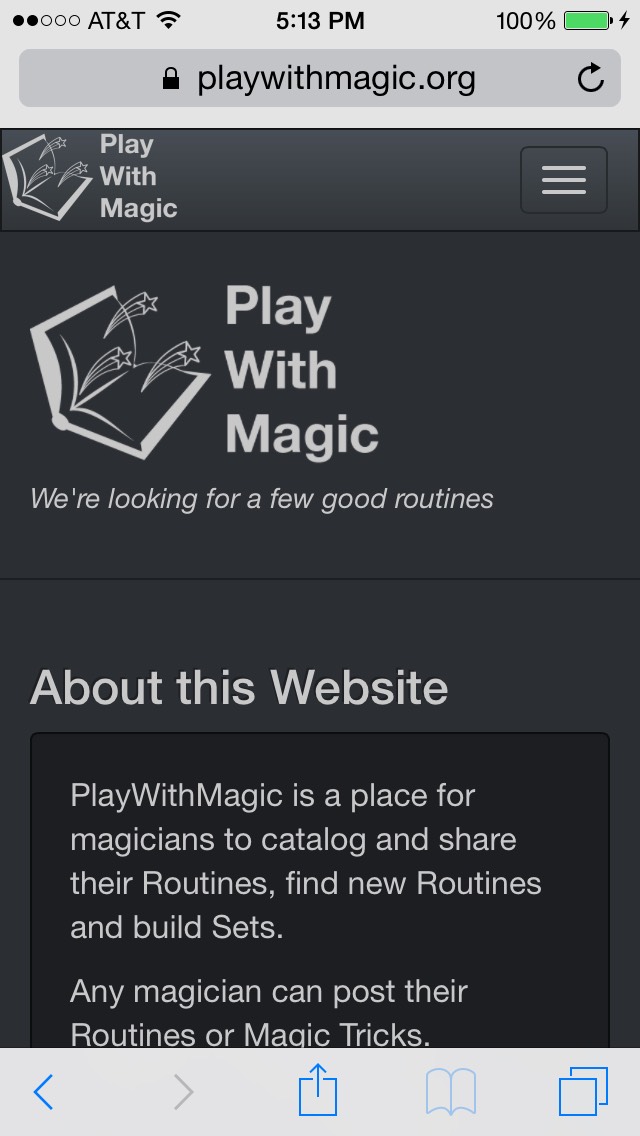 AT&T 5:13 PM 100%
playwithmagic.org
Play
With
Magic
Play
With
Magic
We're looking for a few good routines
About this Website
PlayWithMagic is a place for
magicians to catalog and share
their Routines, find new Routines
and build Sets.
Any magician can post their
Routines or Magic Tricks.